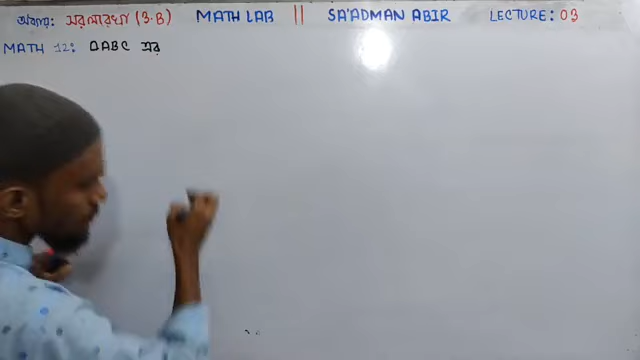 অধ্যায়: সরলরেখা (3.B) MATH LAB || SA'ADMAN ABIR LECTURE: 03
MATH 12: ΔABC এর